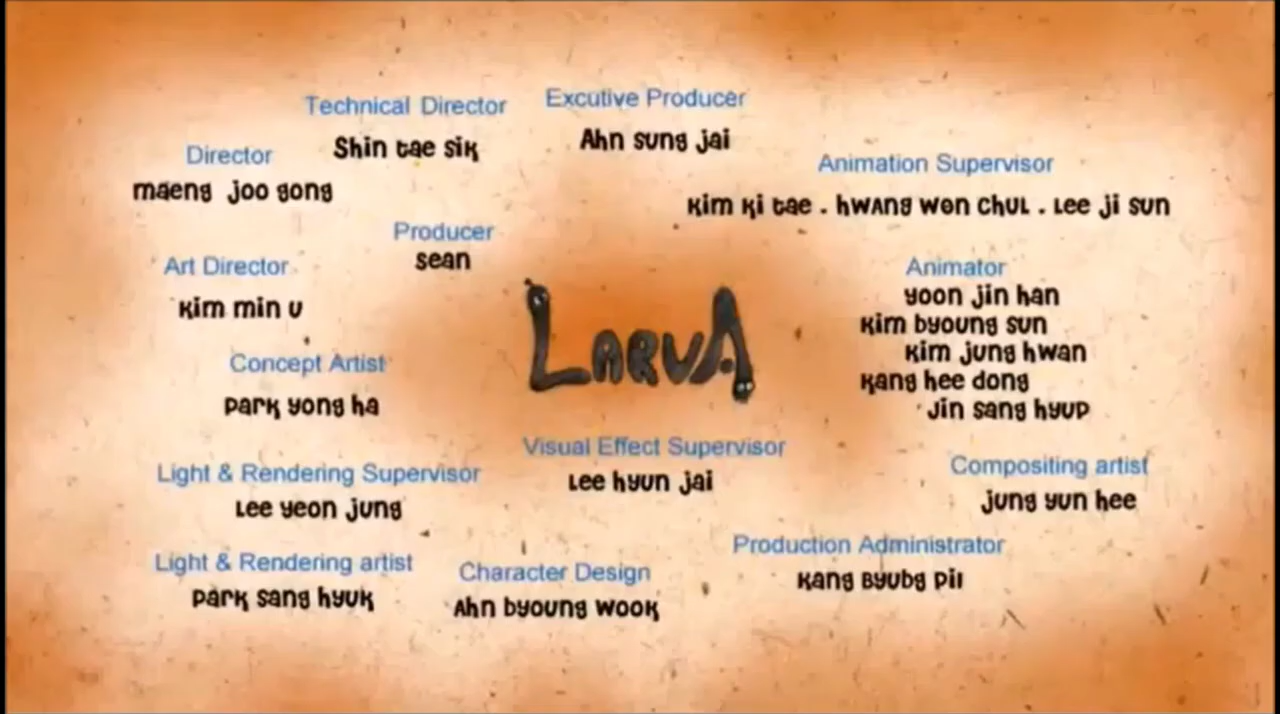 Technical Director
Shin tae sik
Excutive Producer
Ahn sung jai
Director
maeng joo gong
Animation Supervisor
Kim Ki tae . hwang won chul . Lee ji sun
Producer
sean
Art Director
Kim min u
LARVA
Animator
yoon jin han
Kim byoung sun
Kim jung hwan
Kang hee dong
Jin sang hyup
Concept Artist
Park yong ha
Visual Effect Supervisor
Lee hyun jai
Light & Rendering Supervisor
Lee yeon jung
Compositing artist
jung yun hee
Light & Rendering artist
Park sang hyuk
Character Design
Ahn byoung wook
Production Administrator
Kang Byubg Pil